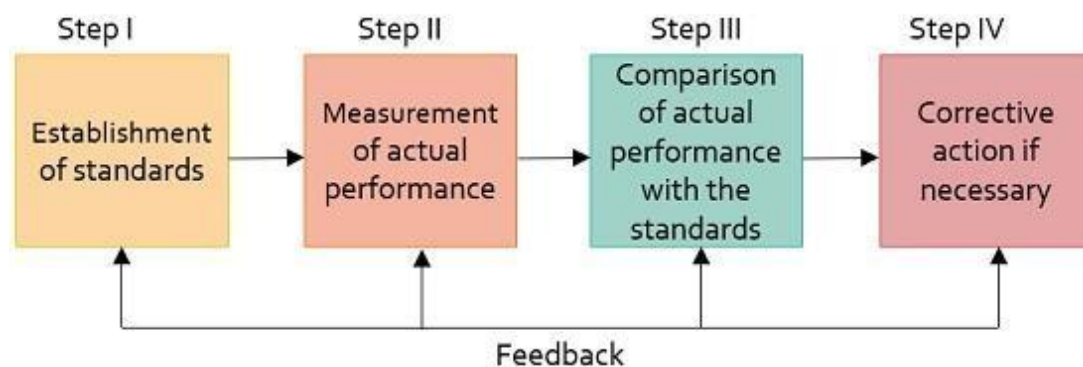 Step I
Establishment
of standards
Step II
Measurement
of actual
performance
Step III
Comparison
of actual
performance
with the
standards
Step IV
Corrective
action if
necessary
Feedback